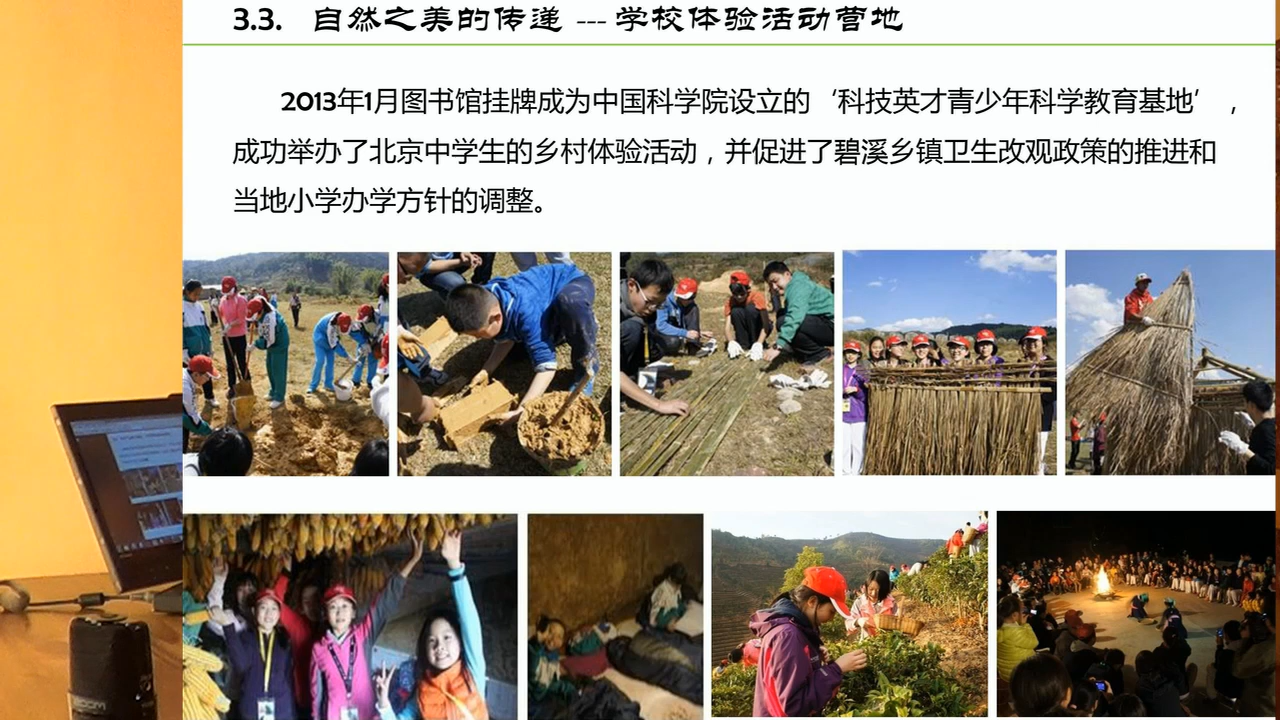 3.3. 自然之美的传递 --- 学校体验活动营地
2013年1月图书馆挂牌成为中国科学院设立的‘科技英才青少年科学教育基地’，
成功举办了北京中学生的乡村体验活动，并促进了碧溪乡镇卫生改观政策的推进和
当地小学办学方针的调整。